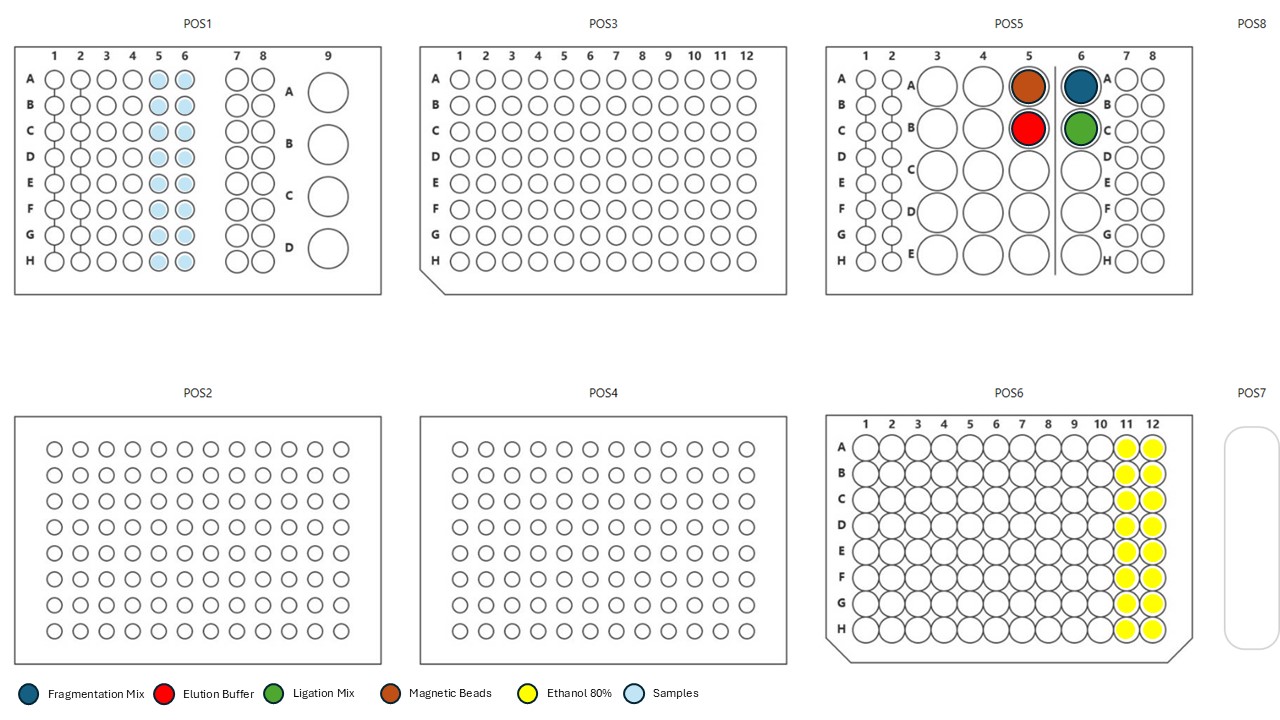 POS1 POS3 POS5 POS8
1 2 3 4 5 6 7 8 9
A
B
C
D
E
F
G
H
A
B
C
D
1 2 3 4 5 6 7 8 9 10 11 12
A
B
C
D
E
F
G
H
1 2 3 4 5 6 7 8
A
B
C
D
E
F
G
H
A
B
C
D
E
A
B
C
D
E
F
G
H
POS2 POS4 POS6 POS7
1 2 3 4 5 6 7 8 9 10 11 12
A
B
C
D
E
F
G
H
Fragmentation Mix Elution Buffer Ligation Mix Magnetic Beads Ethanol 80% Samples